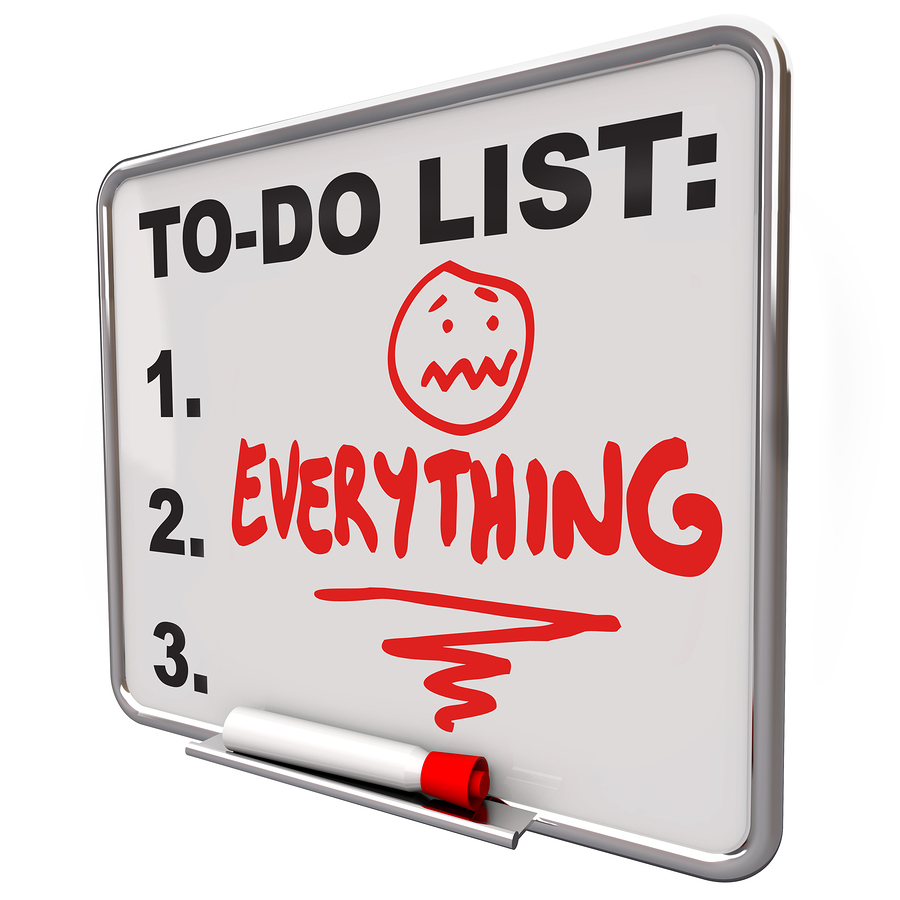 TO-DO LIST:
1.
2. EVERYTHING
3.